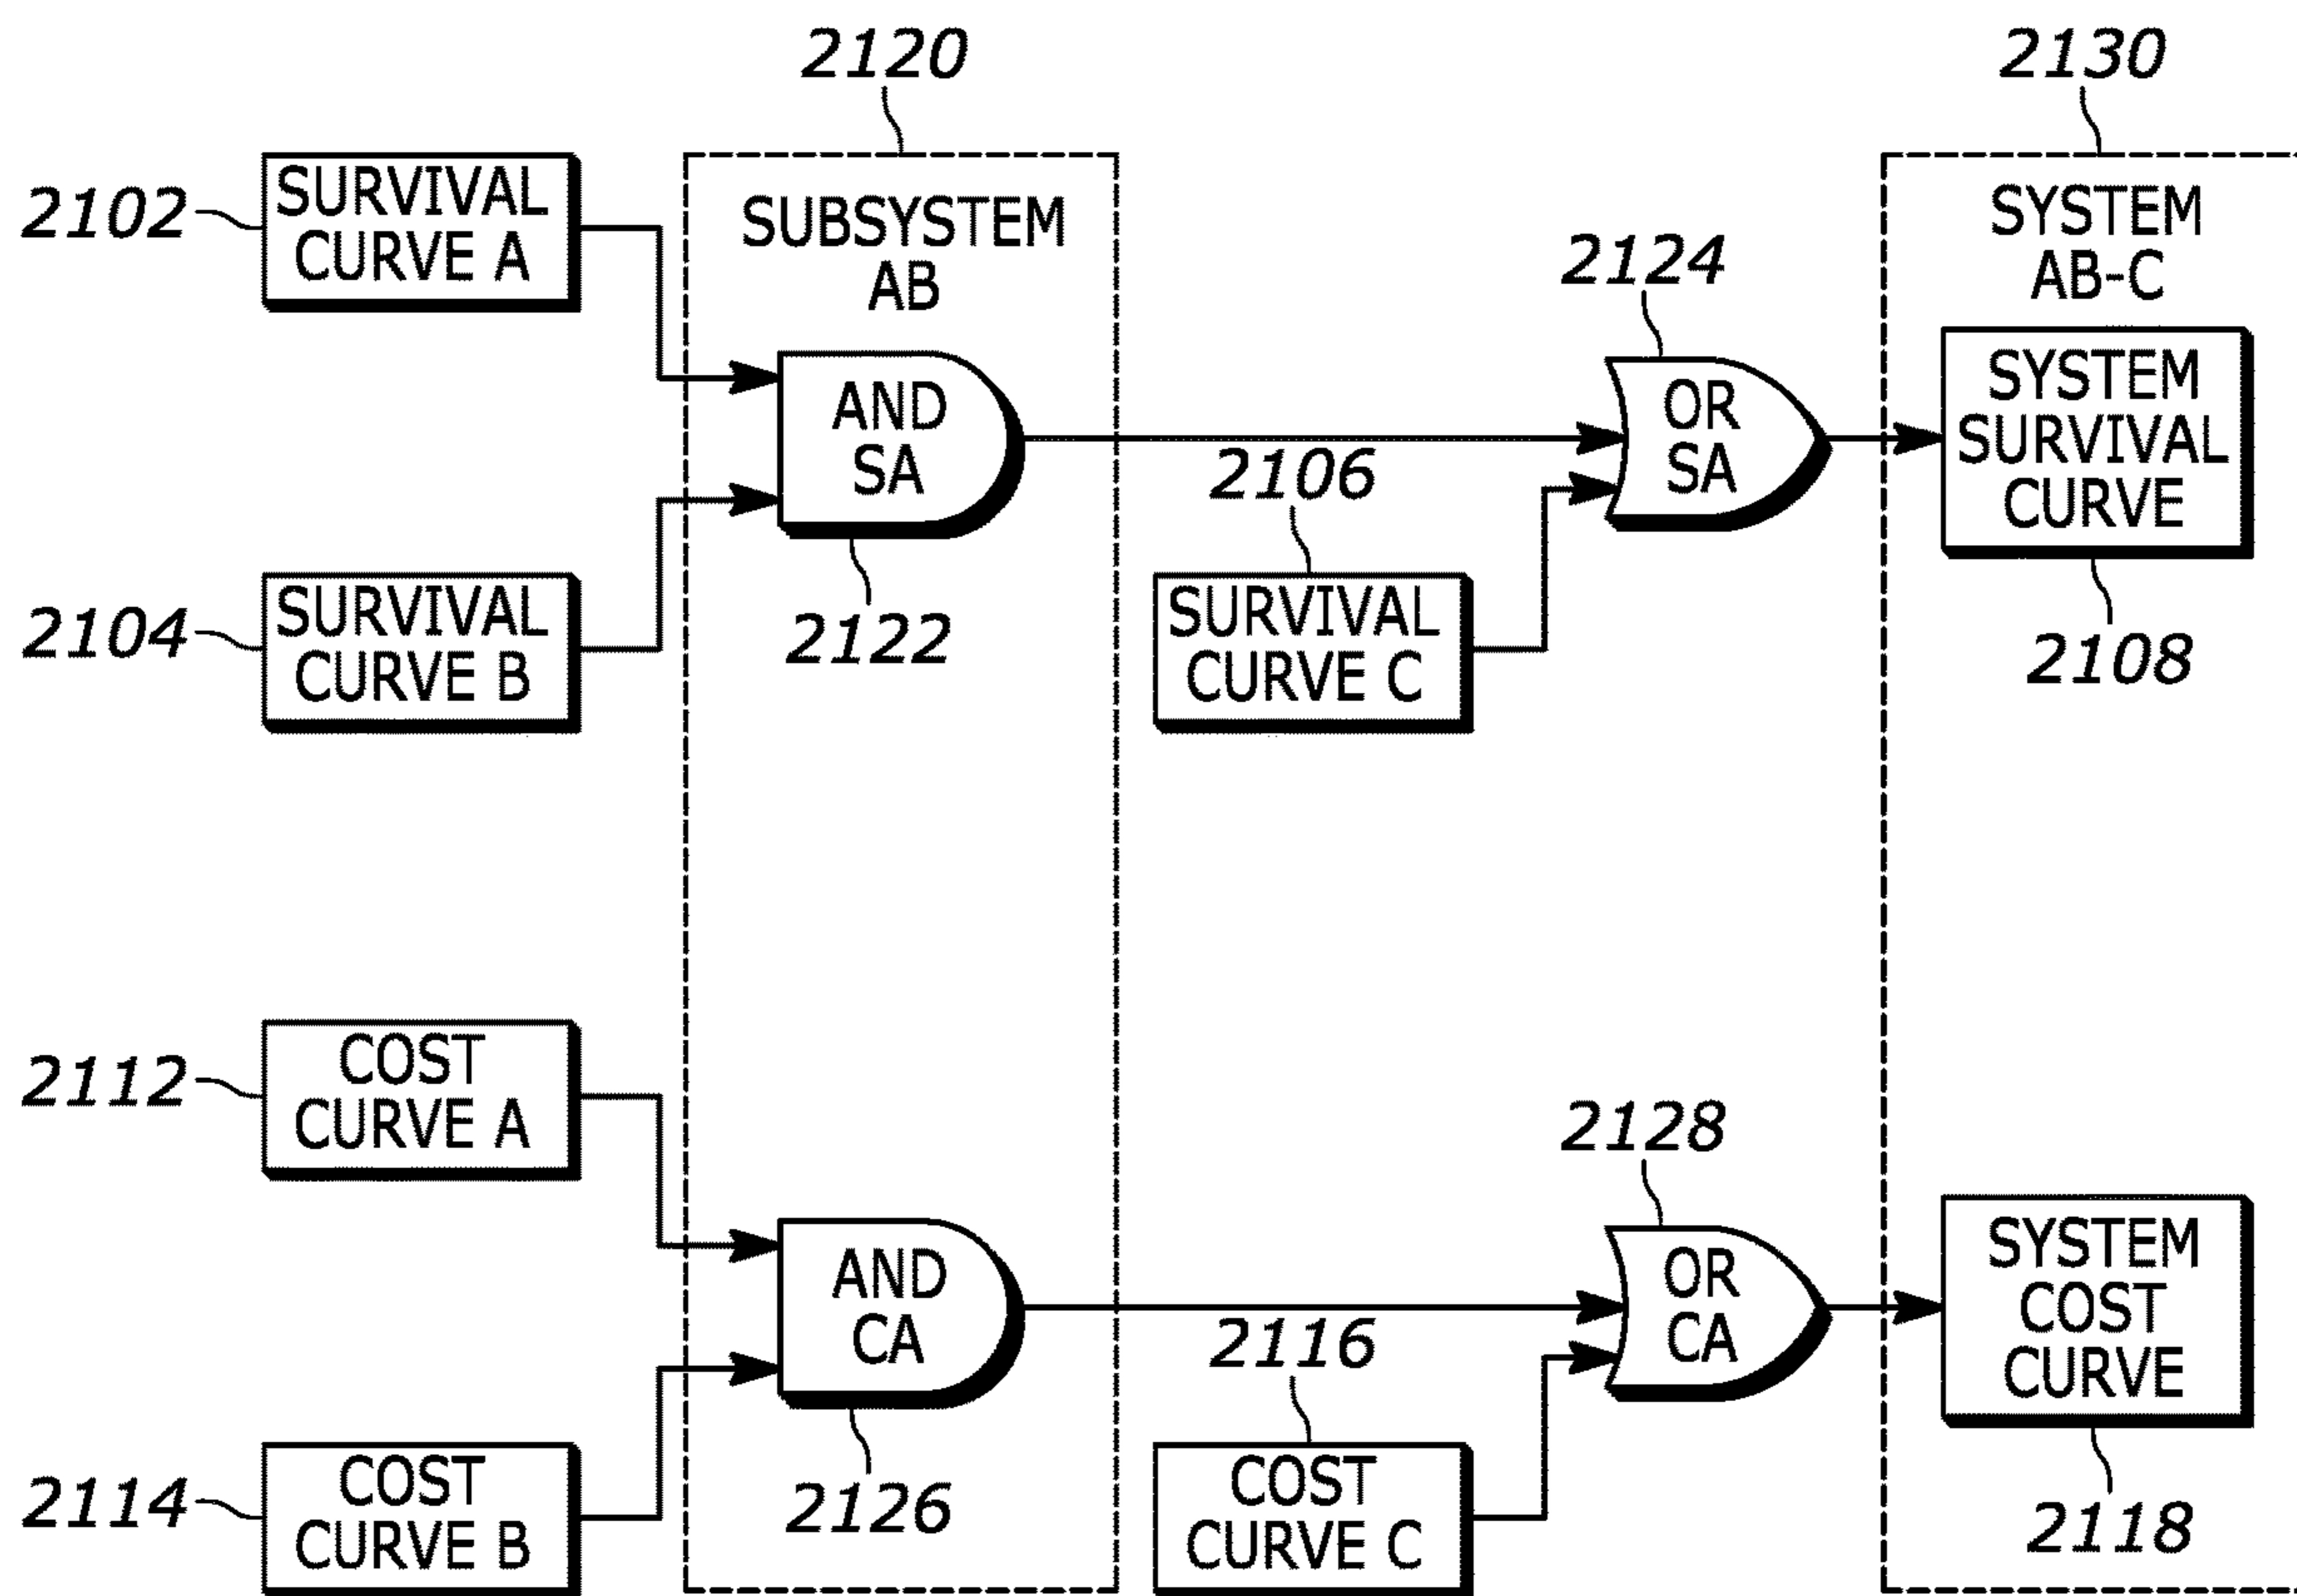 2120
2130
2102
SURVIVAL
CURVE A
SUBSYSTEM
AB
2124
SYSTEM
AB-C
AND
SA
2106
OR
SA
SYSTEM
SURVIVAL
CURVE
2104
SURVIVAL
CURVE B
2122
SURVIVAL
CURVE C
2108
2112
COST
CURVE A
2128
AND
CA
2116
OR
CA
SYSTEM
COST
CURVE
2114
COST
CURVE B
2126
COST
CURVE C
2118